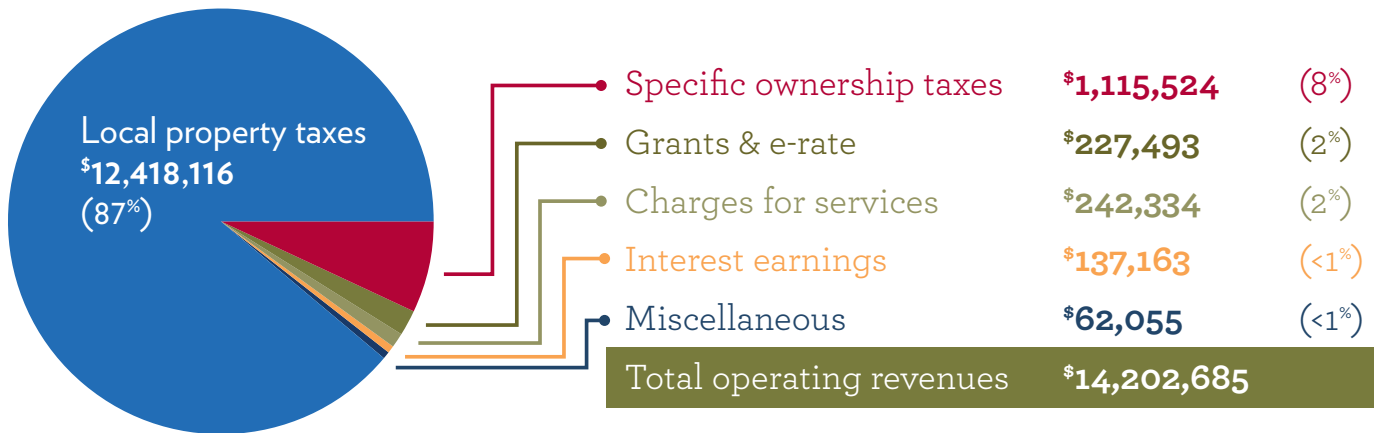 Local property taxes
$12,418,116
(87%)
Specific ownership taxes $1,115,524 (8%)
Grants & e-rate $227,493 (2%)
Charges for services $242,334 (2%)
Interest earnings $137,163 (<1%)
Miscellaneous $62,055 (<1%)
Total operating revenues $14,202,685